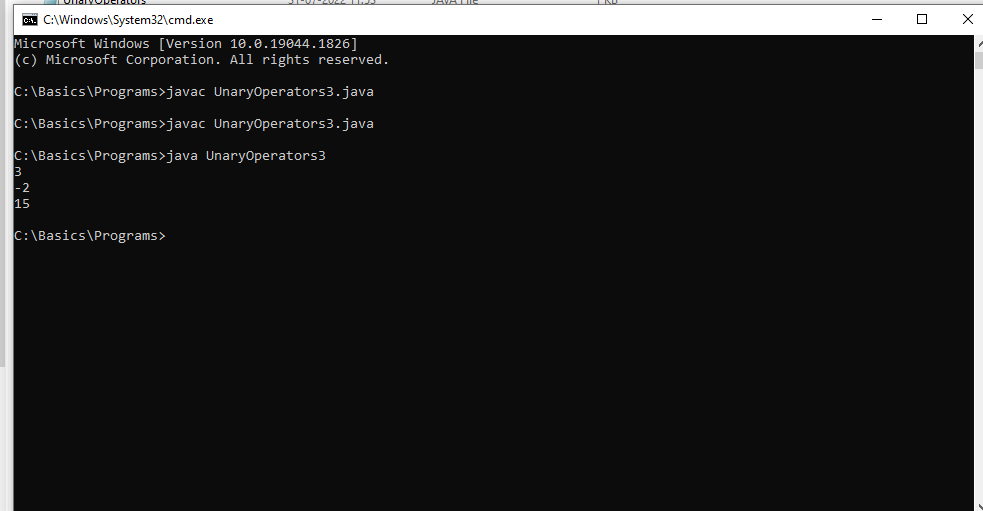 UnaryOperators 31-07-2022 11:53 JAVA File 1 KB
C:\Windows\System32\cmd.exe
Microsoft Windows [Version 10.0.19044.1826]
(c) Microsoft Corporation. All rights reserved.
C:\Basics\Programs>javac UnaryOperators3.java
C:\Basics\Programs>javac UnaryOperators3.java
C:\Basics\Programs>java UnaryOperators3
3
-2
15
C:\Basics\Programs>